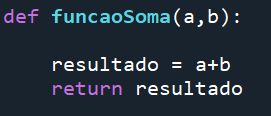 def funcaoSoma(a,b):
    resultado = a+b
    return resultado